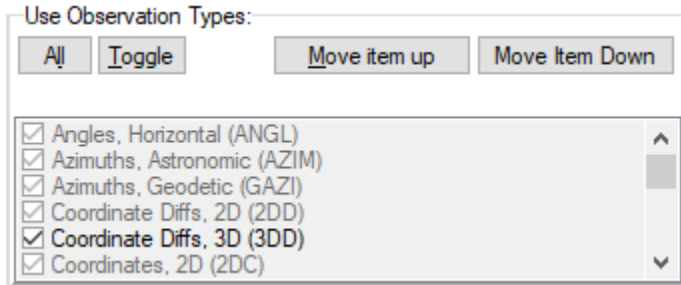 Use Observation Types:
All Toggle Move item up Move Item Down
Angles, Horizontal (ANGL)
Azimuths, Astronomic (AZIM)
Azimuths, Geodetic (GAZI)
Coordinate Diffs, 2D (2DD)
Coordinate Diffs, 3D (3DD)
Coordinates, 2D (2DC)